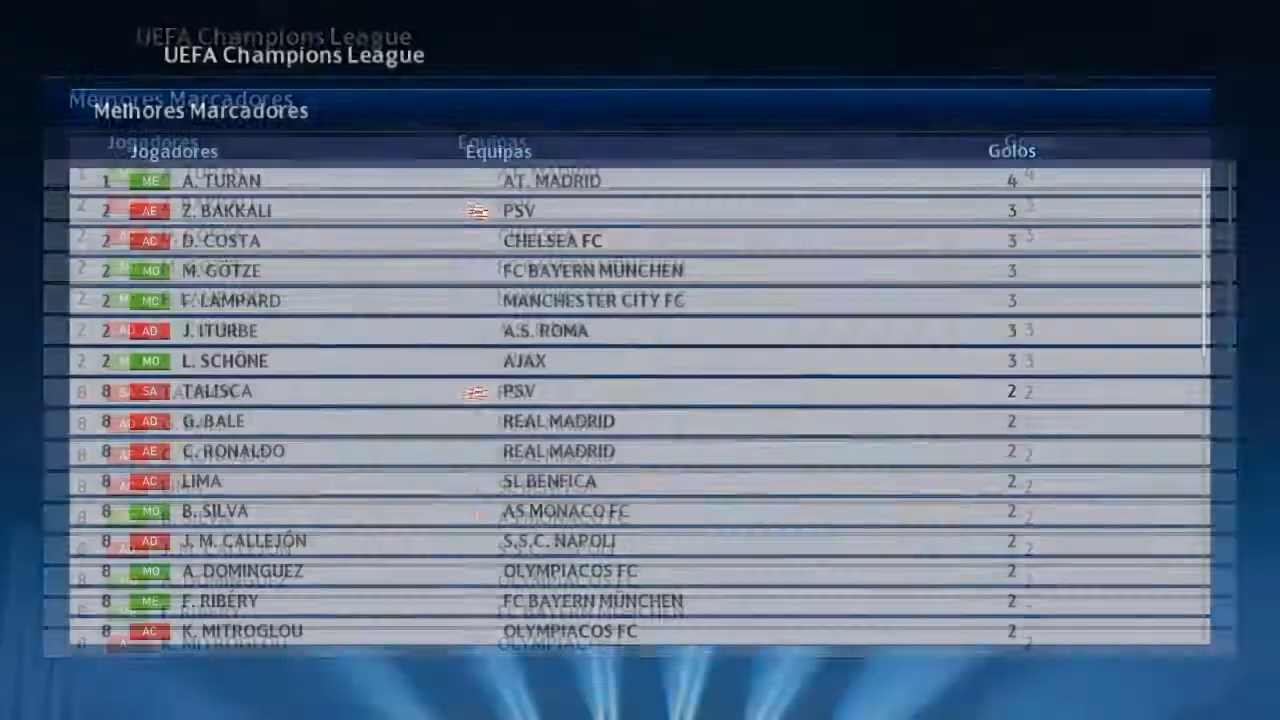 UEFA Champions League
Melhores Marcadores
Jogadores Equipas Golos
1 ME A. TURAN AT. MADRID 4
2 AE Z. BAKKALI PSV 3
2 AC D. COSTA CHELSEA FC 3
2 MO M. GÖTZE FC BAYERN MÜNCHEN 3
2 MC F. LAMPARD MANCHESTER CITY FC 3
2 AD J. ITURBE A.S. ROMA 3
2 MO L. SCHÖNE AJAX 3
8 SA TALISCA PSV 2
8 AD G. BALE REAL MADRID 2
8 AE C. RONALDO REAL MADRID 2
8 AC LIMA SL BENFICA 2
8 MO B. SILVA AS MONACO FC 2
8 AD J. M. CALLEJÓN S.S.C. NAPOLI 2
8 MO A. DOMINGUEZ OLYMPIACOS FC 2
8 ME F. RIBÉRY FC BAYERN MÜNCHEN 2
8 AC K. MITROGLOU OLYMPIACOS FC 2